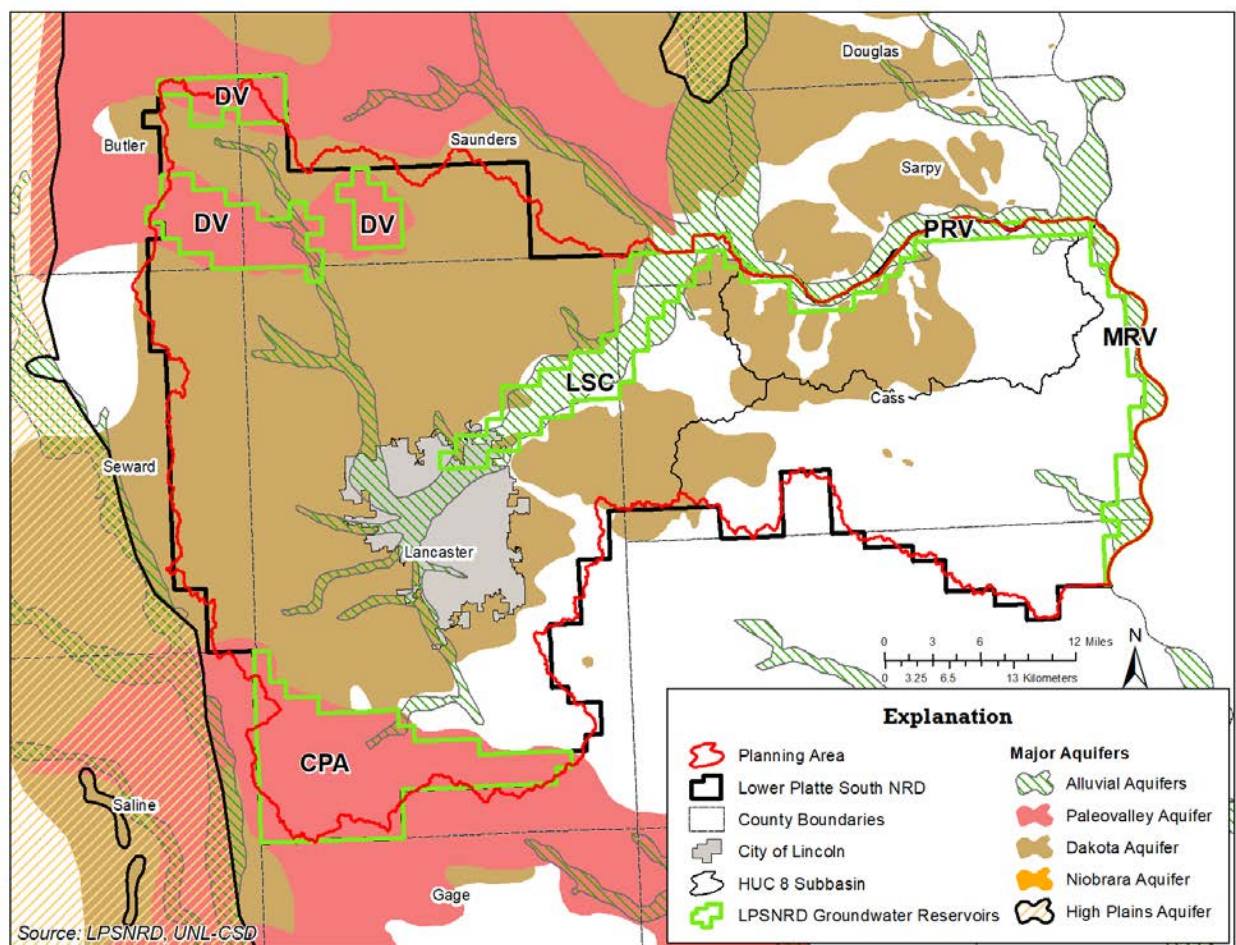 Douglas
DV
Butler
Saunders
Sarpy
DV
DV
PRV
MRV
LSC
Cass
Seward
Lancaster
0 3 6 12 Miles
0 3.25 6.5 13 Kilometers
N
CPA
Saline
Gage
Source: LPSNRD, UNL-CSD
Explanation
Planning Area
Lower Platte South NRD
County Boundaries
City of Lincoln
HUC 8 Subbasin
LPSNRD Groundwater Reservoirs
Major Aquifers
Alluvial Aquifers
Paleovalley Aquifer
Dakota Aquifer
Niobrara Aquifer
High Plains Aquifer